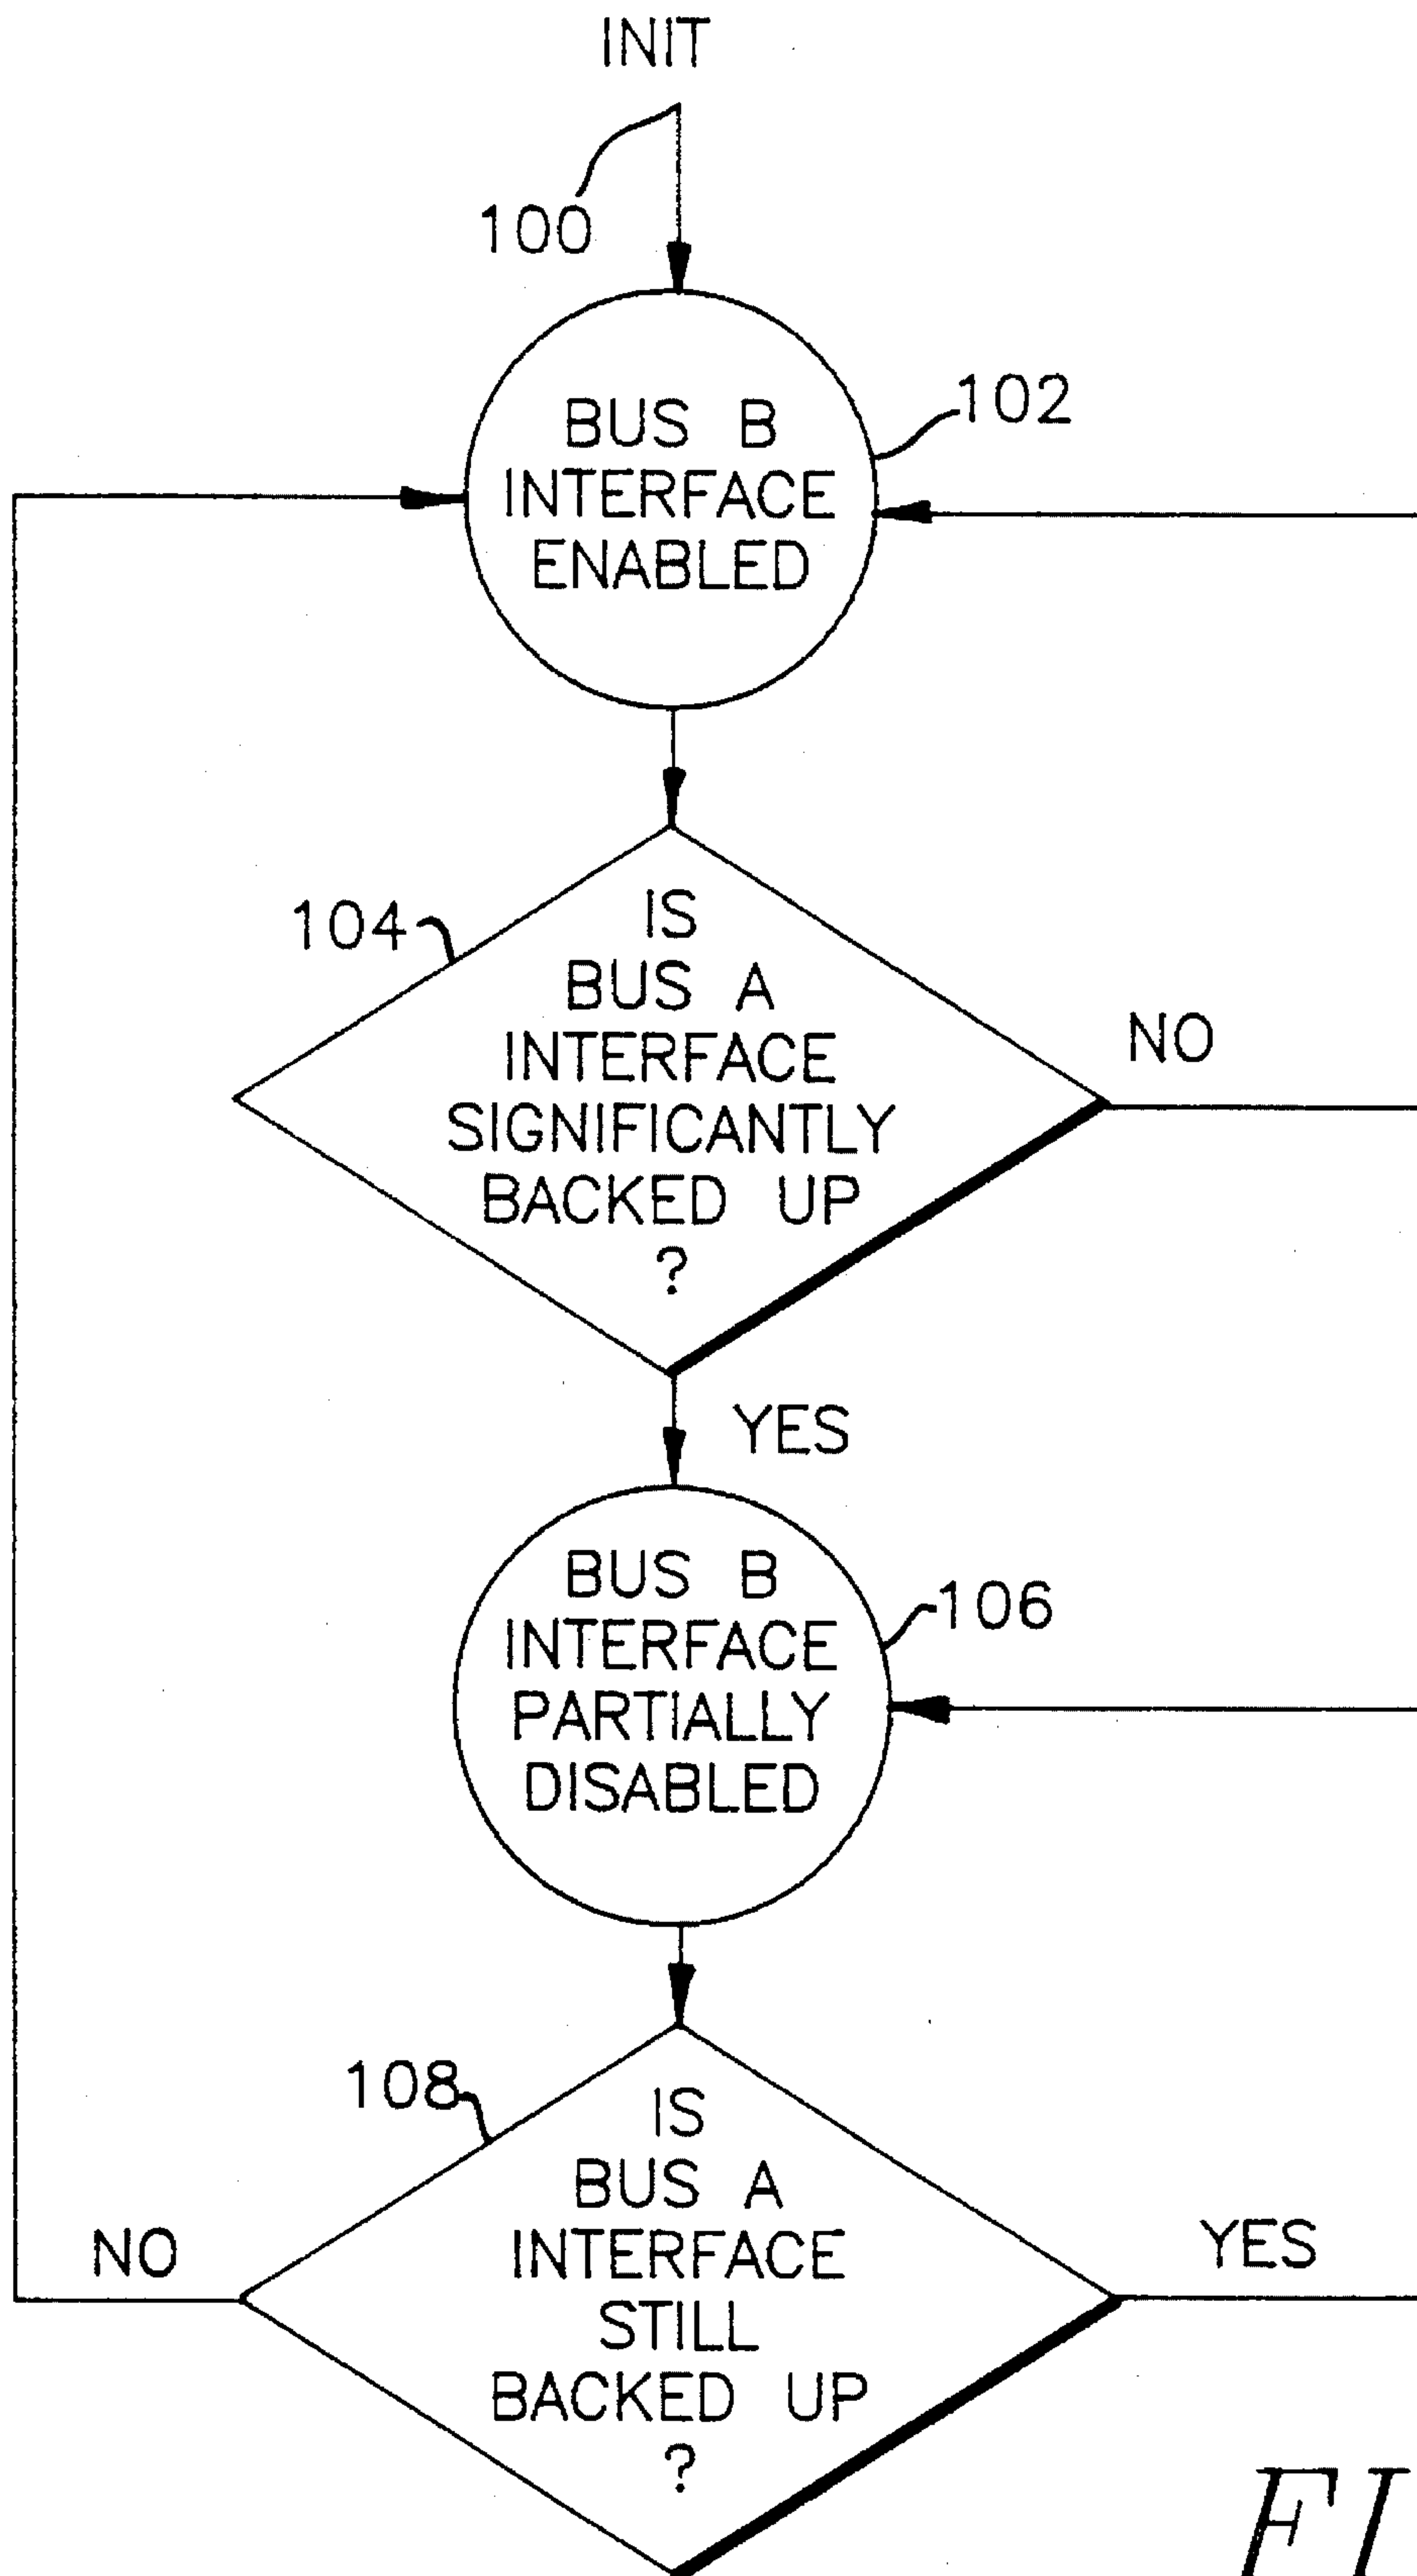 INIT
100
BUS B
INTERFACE
ENABLED
102
104
IS
BUS A
INTERFACE
SIGNIFICANTLY
BACKED UP
?
NO
YES
BUS B
INTERFACE
PARTIALLY
DISABLED
106
108
IS
BUS A
INTERFACE
STILL
BACKED UP
?
NO
YES